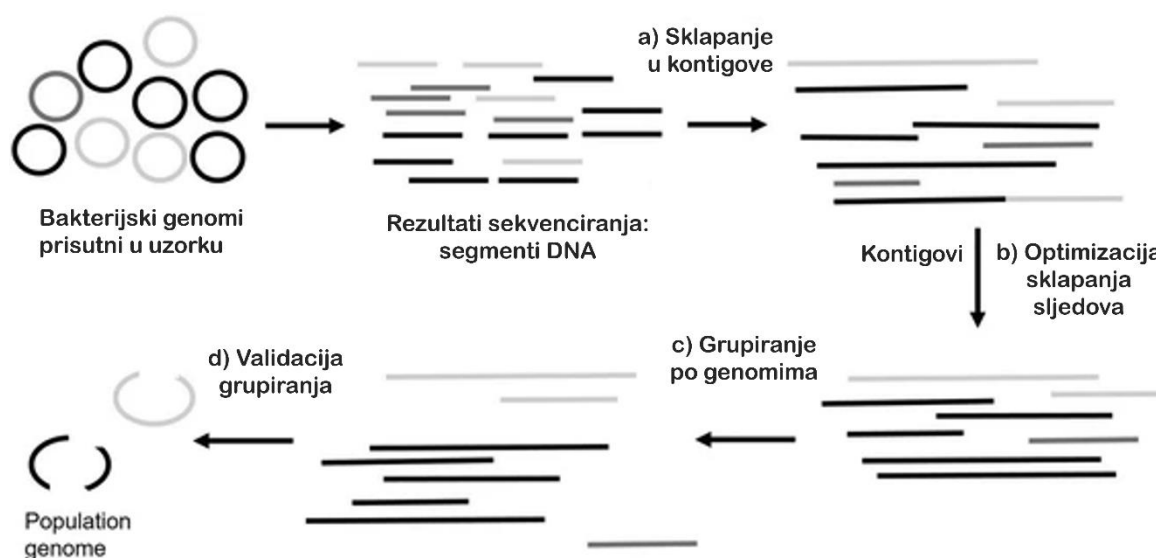 a) Sklapanje
u kontigove
Bakterijski genomi
prisutni u uzorku
Rezultati sekvenciranja:
segmenti DNA
Kontigovi
b) Optimizacija
sklapanja
sljedova
c) Grupiranje
po genomima
d) Validacija
grupiranja
Population
genome